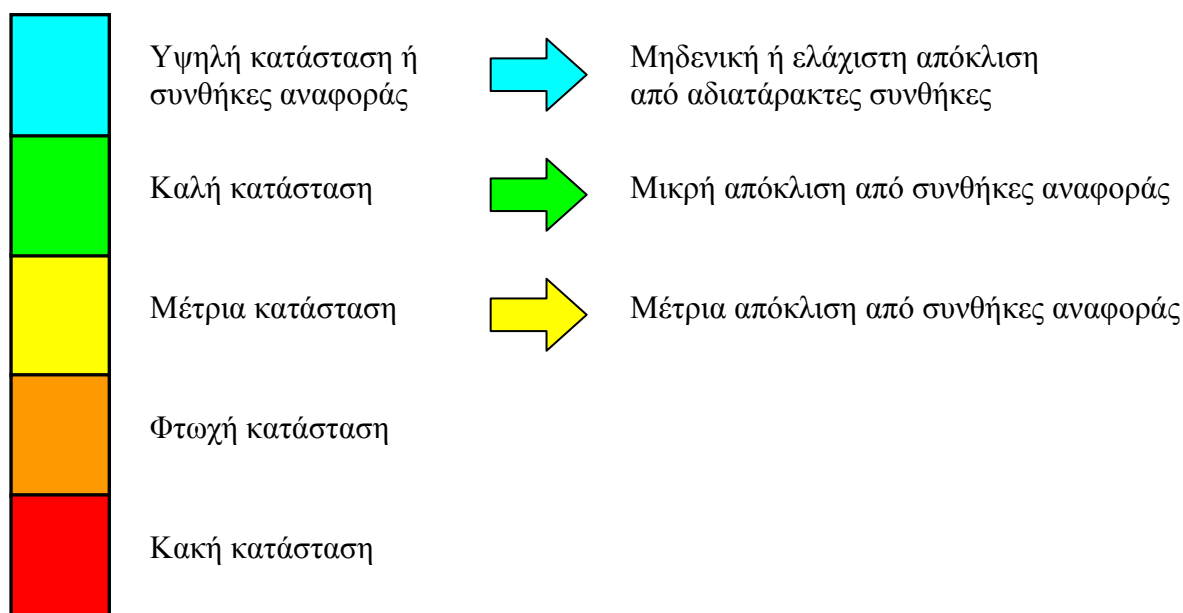 Υψηλή κατάσταση ή
συνθήκες αναφοράς
Μηδενική ή ελάχιστη απόκλιση
από αδιατάρακτες συνθήκες
Καλή κατάσταση
Μικρή απόκλιση από συνθήκες αναφοράς
Μέτρια κατάσταση
Μέτρια απόκλιση από συνθήκες αναφοράς
Φτωχή κατάσταση
Κακή κατάσταση